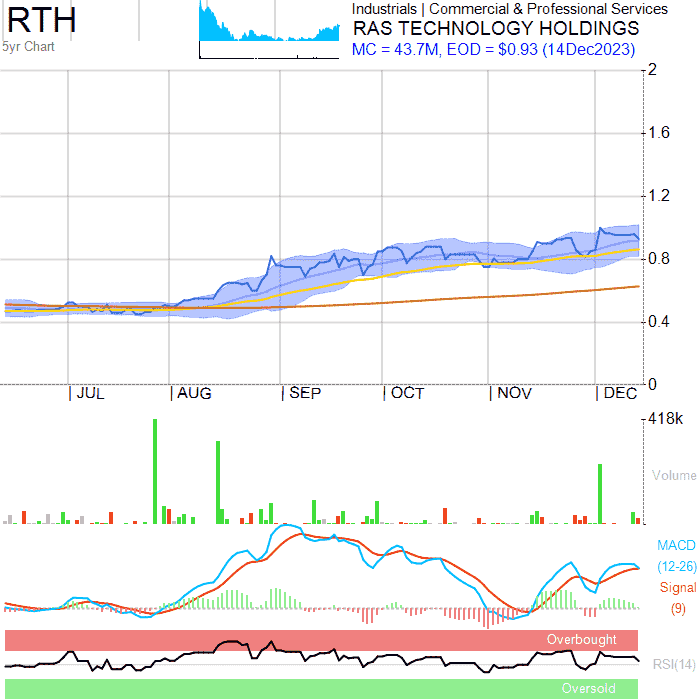 RTH
5yr Chart
Industrials | Commercial & Professional Services
RAS TECHNOLOGY HOLDINGS
MC = 43.7M, EOD = $0.93 (14Dec2023)
2
1.6
1.2
0.8
0.4
0
| JUL | AUG | SEP | OCT | NOV | DEC
418k
Volume
MACD
(12-26)
Signal
(9)
Overbought
RSI(14)
Oversold